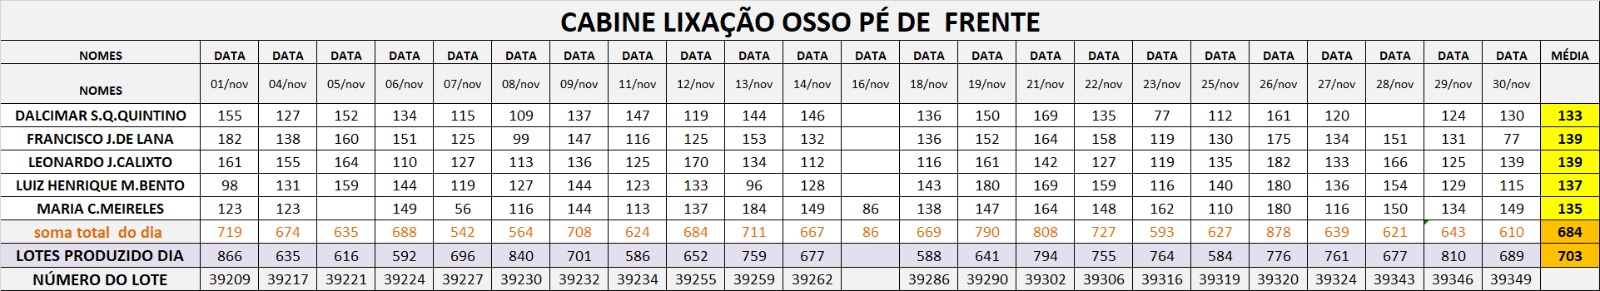 CABINE LIXAÇÃO OSSO PÉ DE FRENTE
NOMES DATA DATA DATA DATA DATA DATA DATA DATA DATA DATA DATA DATA DATA DATA DATA DATA DATA DATA DATA DATA DATA DATA DATA MÉDIA
NOMES 01/nov 04/nov 05/nov 06/nov 07/nov 08/nov 09/nov 11/nov 12/nov 13/nov 14/nov 16/nov 18/nov 19/nov 21/nov 22/nov 23/nov 25/nov 26/nov 27/nov 28/nov 29/nov 30/nov
DALCIMAR S.Q.QUINTINO 155 127 152 134 115 109 137 147 119 144 146 136 150 169 135 77 112 161 120 124 130 133
FRANCISCO J.DE LANA 182 138 160 151 125 99 147 116 125 153 132 136 152 164 158 119 130 175 134 151 131 77 139
LEONARDO J.CALIXTO 161 155 164 110 127 113 136 125 170 134 112 116 161 142 127 119 135 182 133 166 125 139 139
LUIZ HENRIQUE M.BENTO 98 131 159 144 119 127 144 123 133 96 128 143 180 169 159 116 140 180 136 154 129 115 137
MARIA C.MEIRELES 123 123 149 56 116 144 113 137 184 149 86 138 147 164 148 162 110 180 116 150 134 149 135
soma total do dia 719 674 635 688 542 564 708 624 684 711 667 86 669 790 808 727 593 627 878 639 621 643 610 684
LOTES PRODUZIDO DIA 866 635 616 592 696 840 701 586 652 759 677 588 641 794 755 764 584 776 761 677 810 689 703
NÚMERO DO LOTE 39209 39217 39221 39224 39227 39230 39232 39234 39255 39259 39262 39286 39290 39302 39306 39316 39319 39320 39324 39343 39346 39349